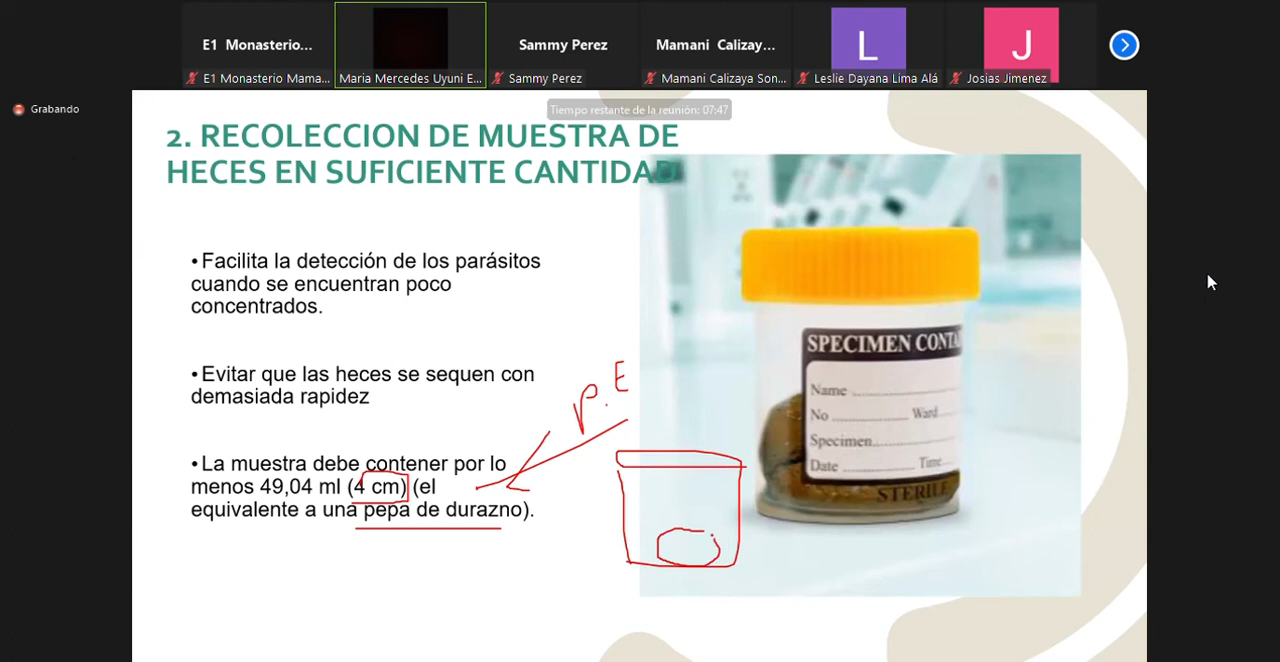 E1 Monasterio...
Sammy Perez
Mamani Calizay...
L
J
E1 Monasterio Mama...
Maria Mercedes Uyuni E...
Sammy Perez
Mamani Calizaya Son...
Leslie Dayana Lima Alá
Josias Jimenez
Grabando
Tiempo restante de la reunión: 07:47
2. RECOLECCION DE MUESTRA DE
HECES EN SUFICIENTE CANTIDAD
•Facilita la detección de los parásitos
cuando se encuentran poco
concentrados.
•Evitar que las heces se sequen con
demasiada rapidez
•La muestra debe contener por lo
menos 49,04 ml (4 cm) (el
equivalente a una pepa de durazno).
p.E
SPECIMEN CONTA
Name
No
Ward
Specimen
Date
Time
STERILE